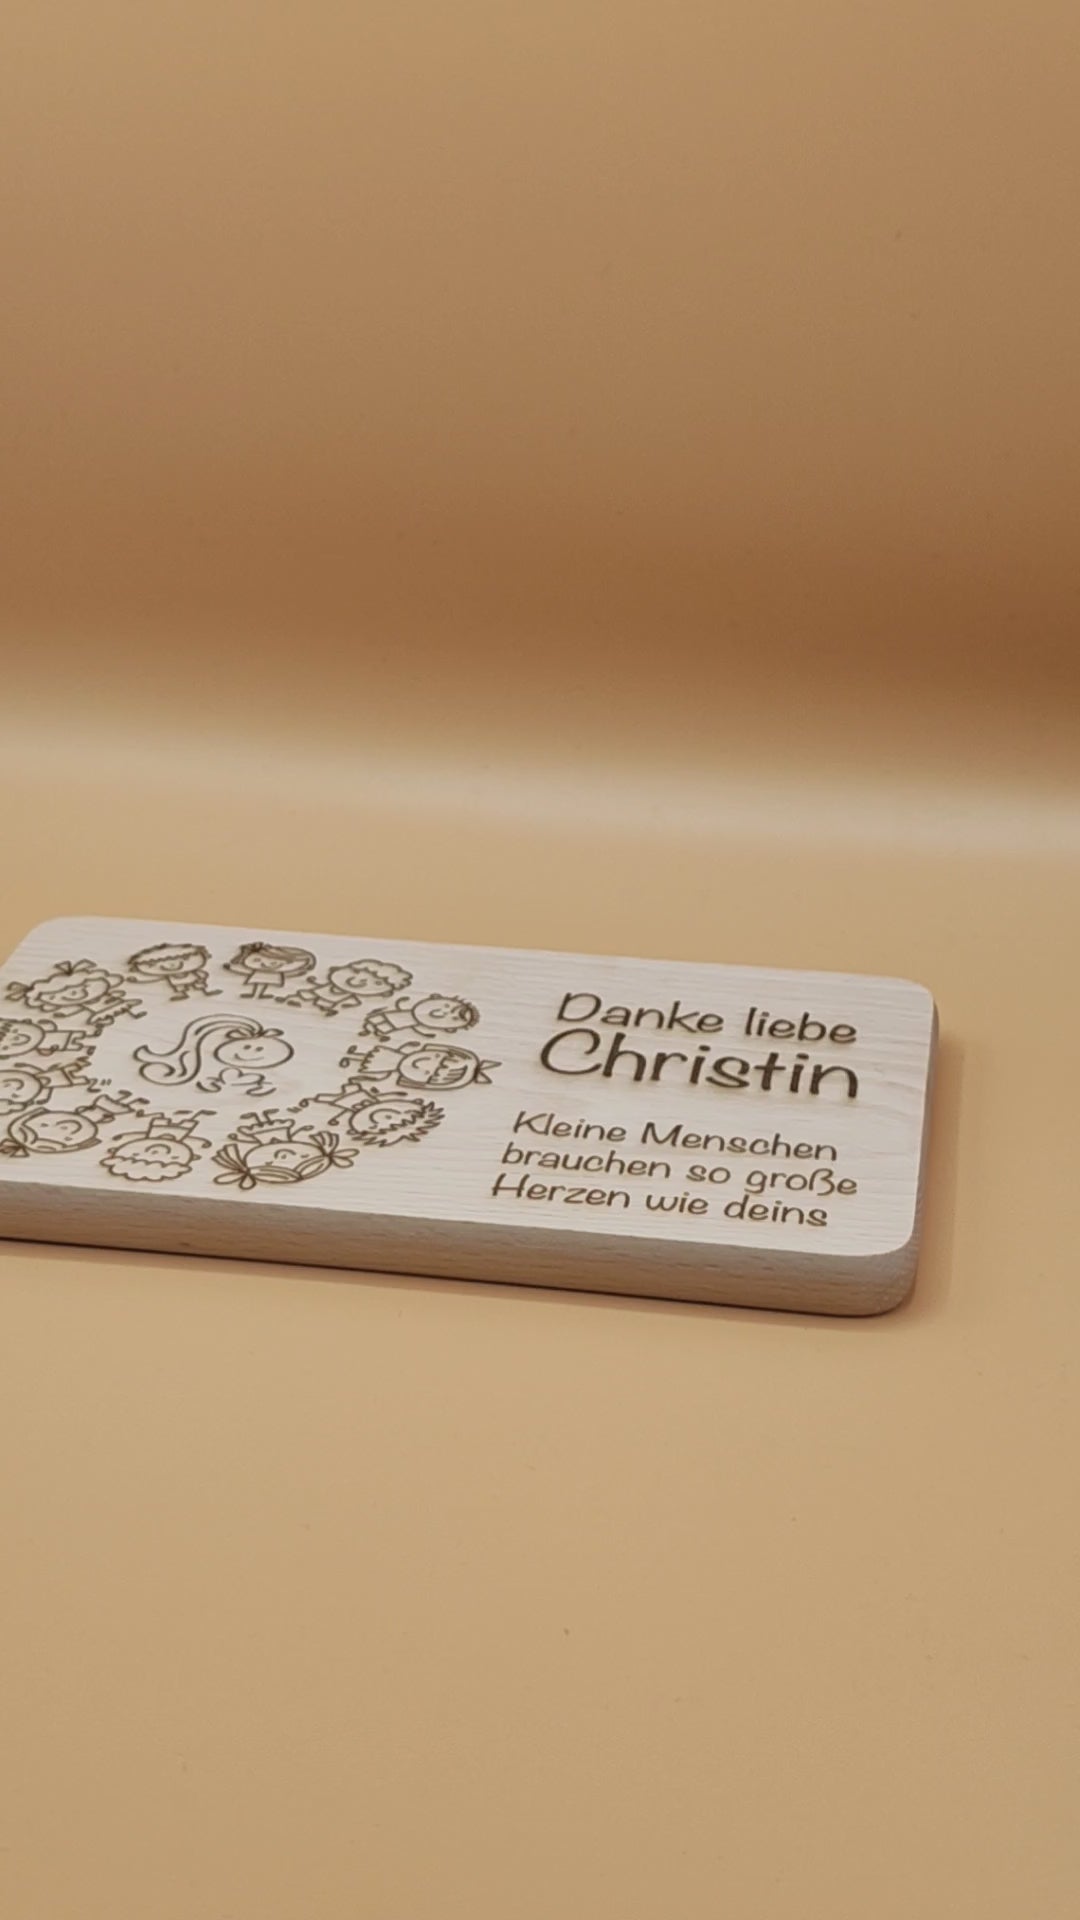 Danke liebe
Christin
Kleine Menschen
brauchen so große
Herzen wie deins